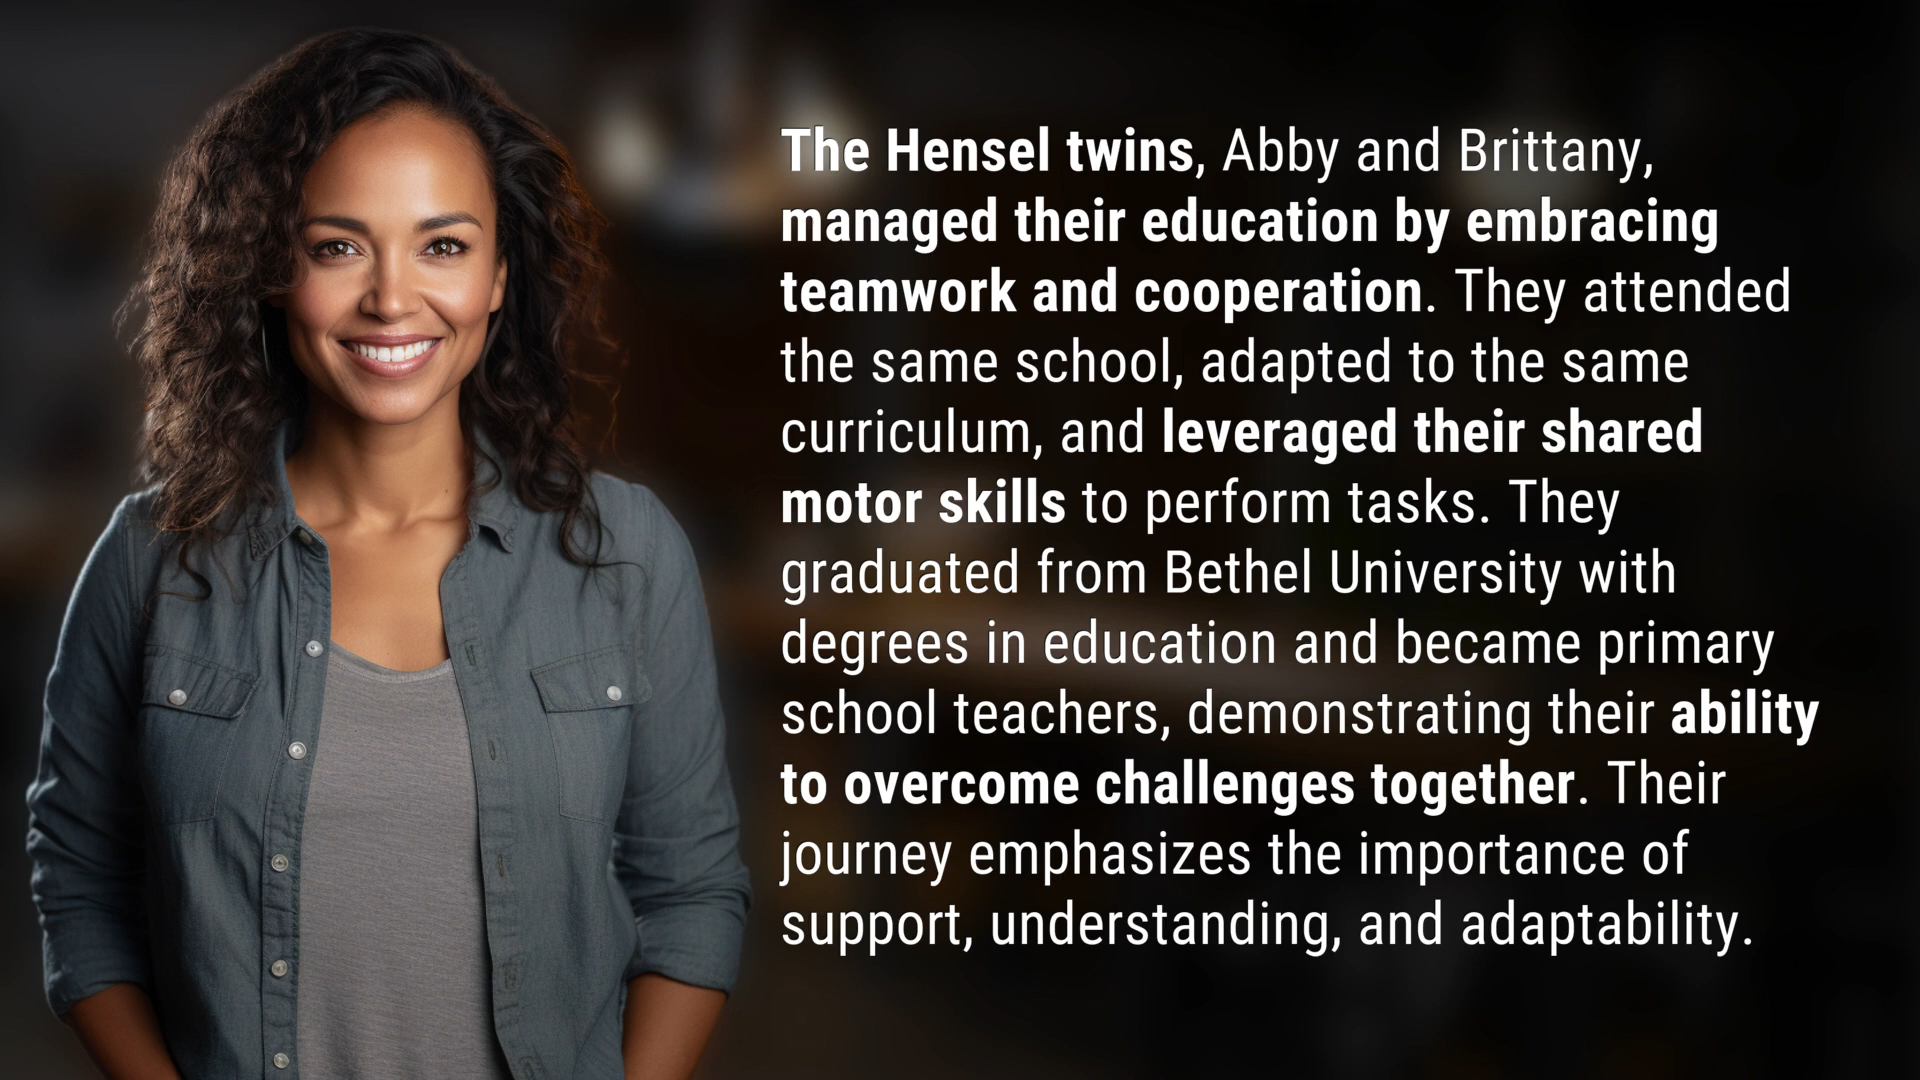 The Hensel twins, Abby and Brittany,
managed their education by embracing
teamwork and cooperation. They attended
the same school, adapted to the same
curriculum, and leveraged their shared
motor skills to perform tasks. They
graduated from Bethel University with
degrees in education and became primary
school teachers, demonstrating their ability
to overcome challenges together. Their
journey emphasizes the importance of
support, understanding, and adaptability.